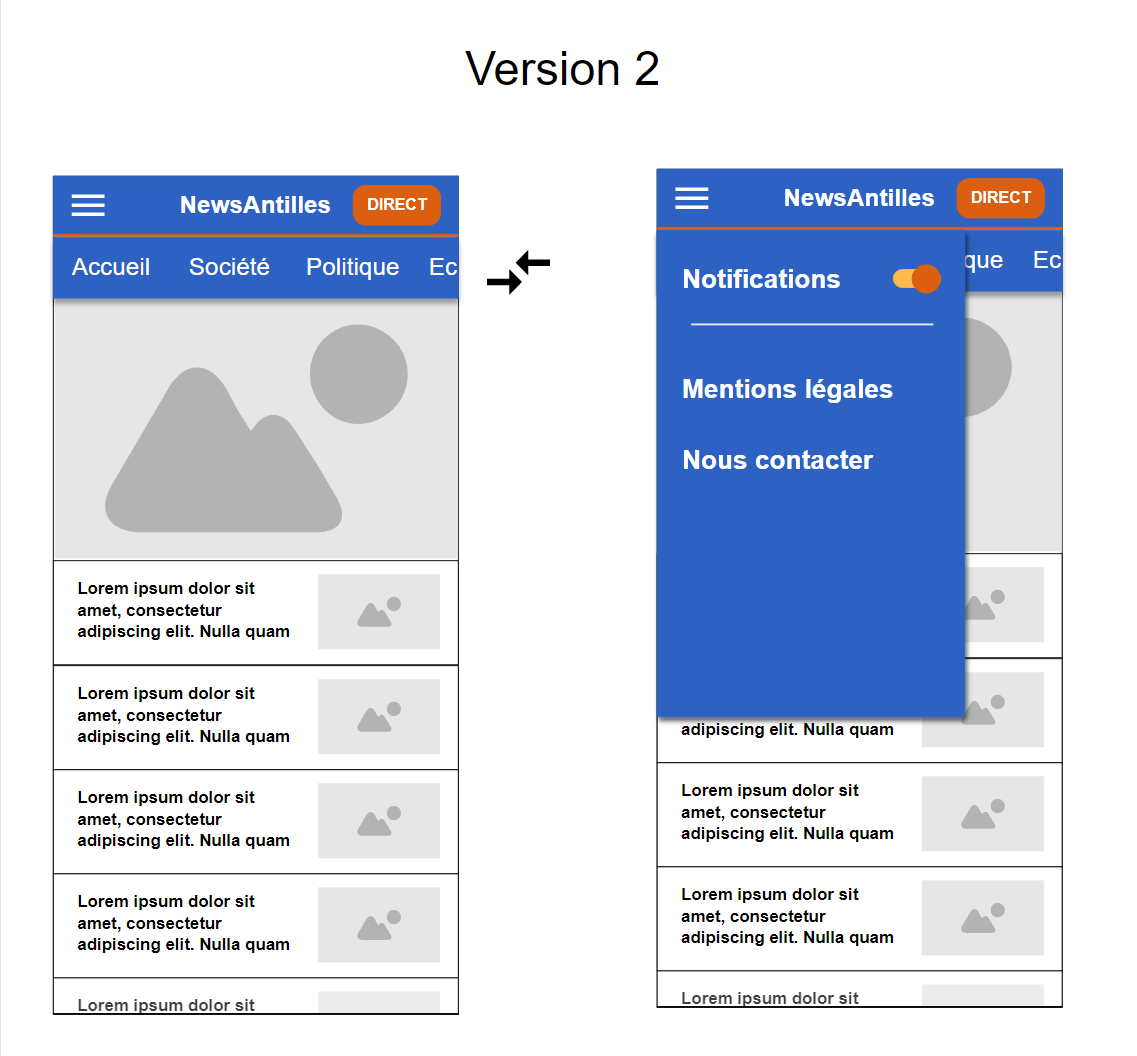 Version 2
NewsAntilles
DIRECT
Accueil
Société
Politique
Ec
Lorem ipsum dolor sit
amet, consectetur
adipiscing elit. Nulla quam
Lorem ipsum dolor sit
amet, consectetur
adipiscing elit. Nulla quam
Lorem ipsum dolor sit
amet, consectetur
adipiscing elit. Nulla quam
Lorem ipsum dolor sit
amet, consectetur
adipiscing elit. Nulla quam
Lorem ipsum dolor sit
NewsAntilles
DIRECT
que
Ec
Notifications
Mentions légales
Nous contacter
adipiscing elit. Nulla quam
Lorem ipsum dolor sit
amet, consectetur
adipiscing elit. Nulla quam
Lorem ipsum dolor sit
amet, consectetur
adipiscing elit. Nulla quam
Lorem ipsum dolor sit